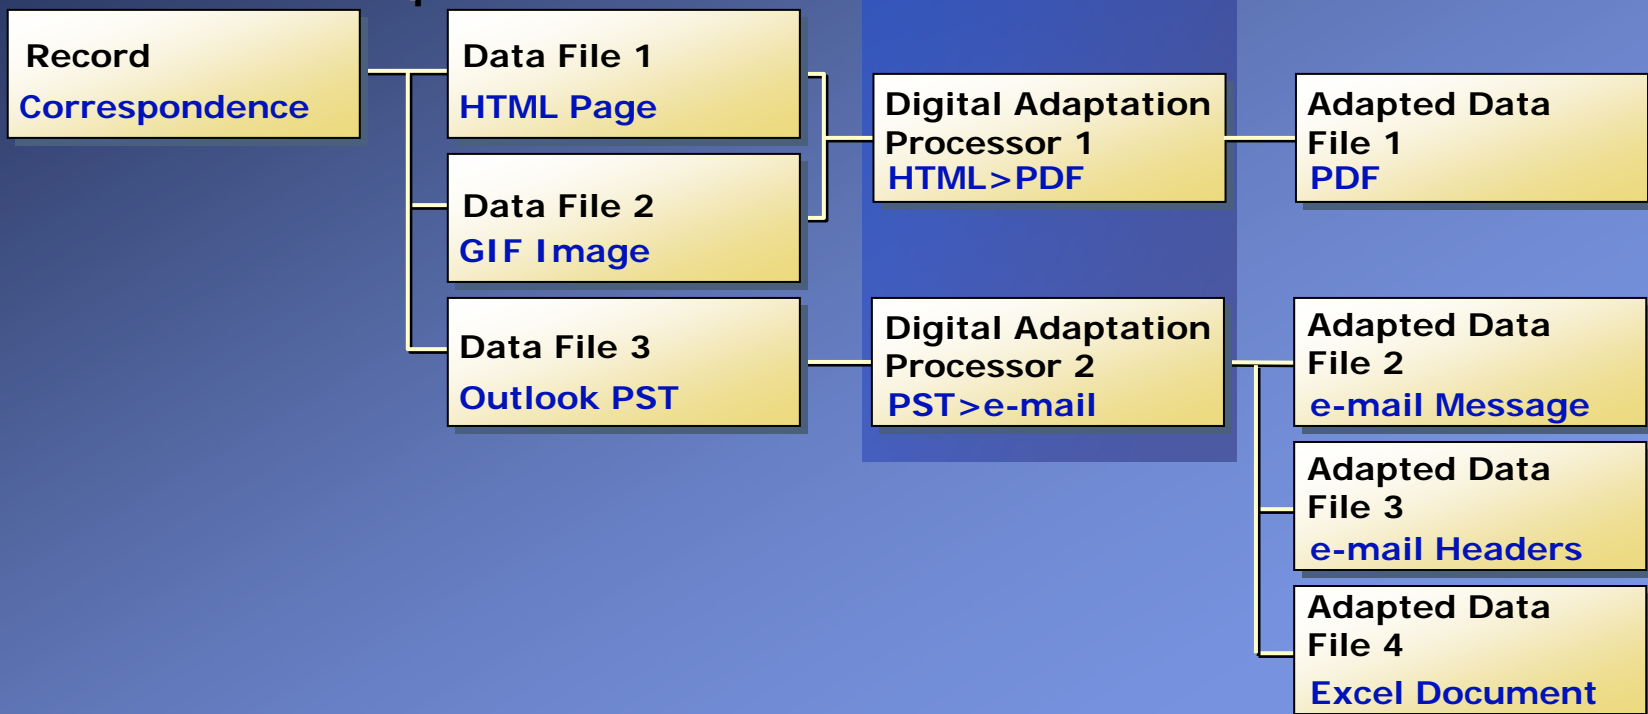 Record
Correspondence
Data File 1
HTML Page
Data File 2
GIF Image
Data File 3
Outlook PST
Digital Adaptation
Processor 1
HTML>PDF
Digital Adaptation
Processor 2
PST>e-mail
Adapted Data
File 1
PDF
Adapted Data
File 2
e-mail Message
Adapted Data
File 3
e-mail Headers
Adapted Data
File 4
Excel Document